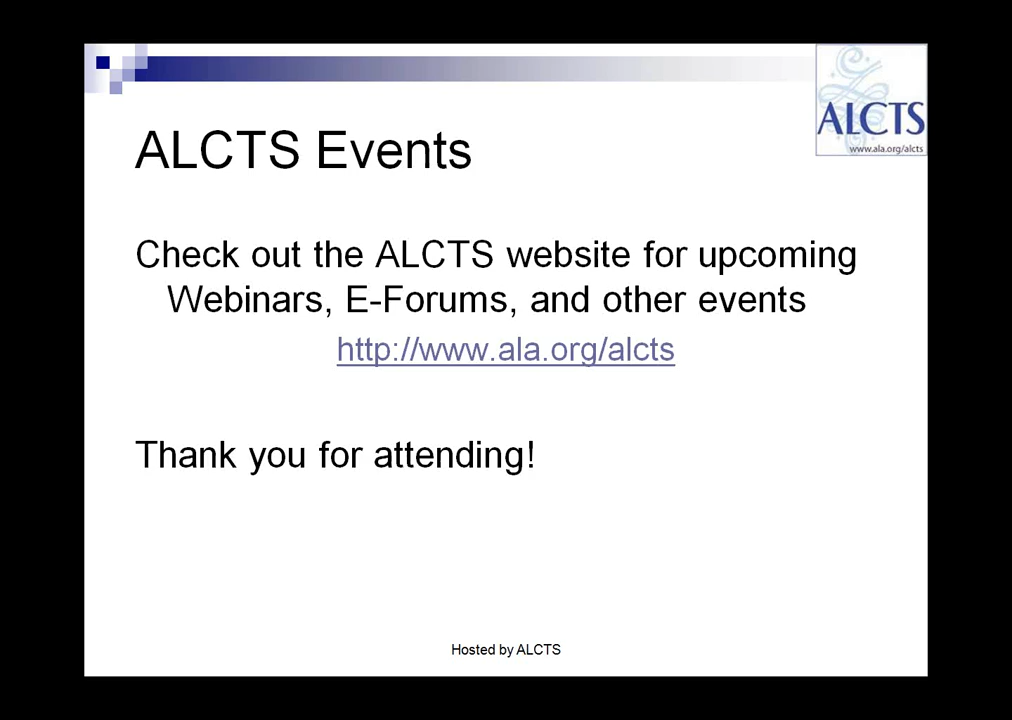 ALCTS
www.ala.org/alcts
ALCTS Events
Check out the ALCTS website for upcoming
Webinars, E-Forums, and other events
http://www.ala.org/alcts
Thank you for attending!
Hosted by ALCTS